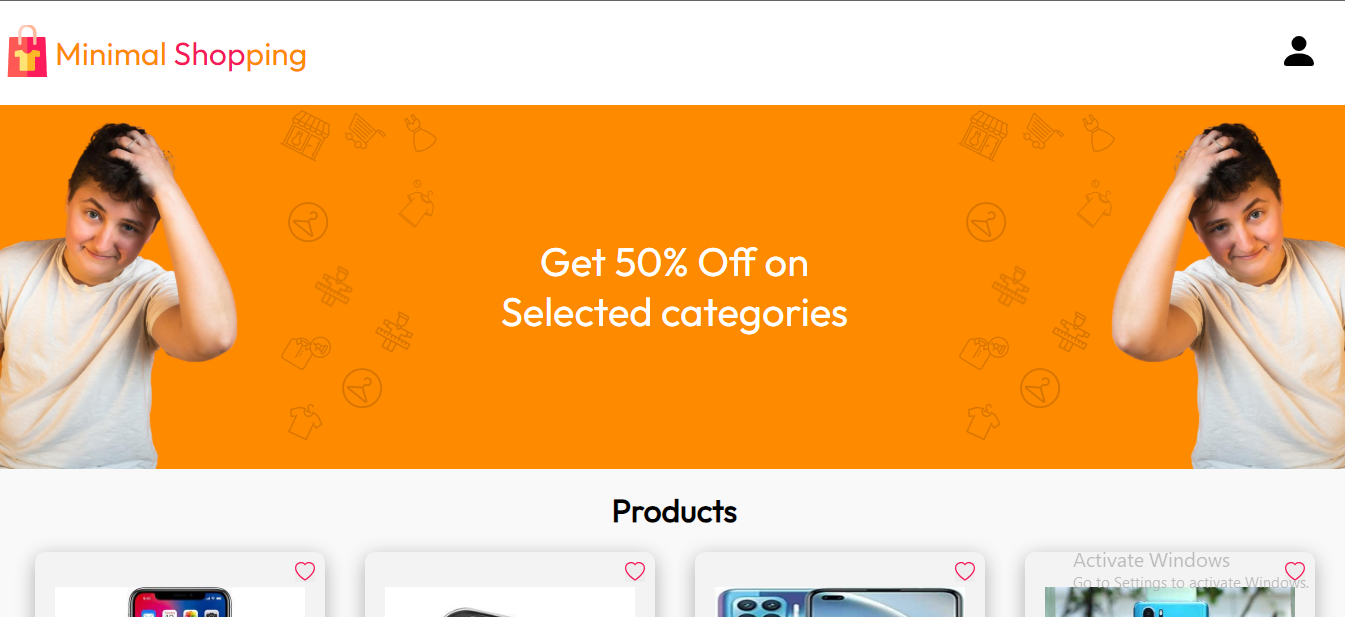 Minimal Shopping
Get 50% Off on
Selected categories
Products
Activate Windows
Go to Settings to activate Windows.